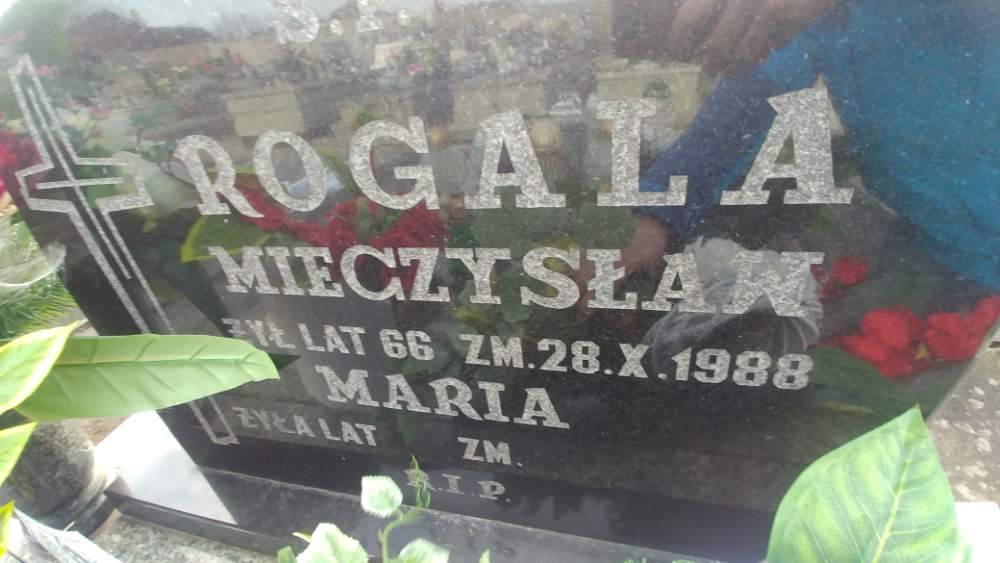 Ś.P.
ROGALA
MIECZYSŁAW
ŻYŁ LAT 66 ZM. 28.X.1988
MARIA
ŻYŁA LAT ZM.
R.I.P.